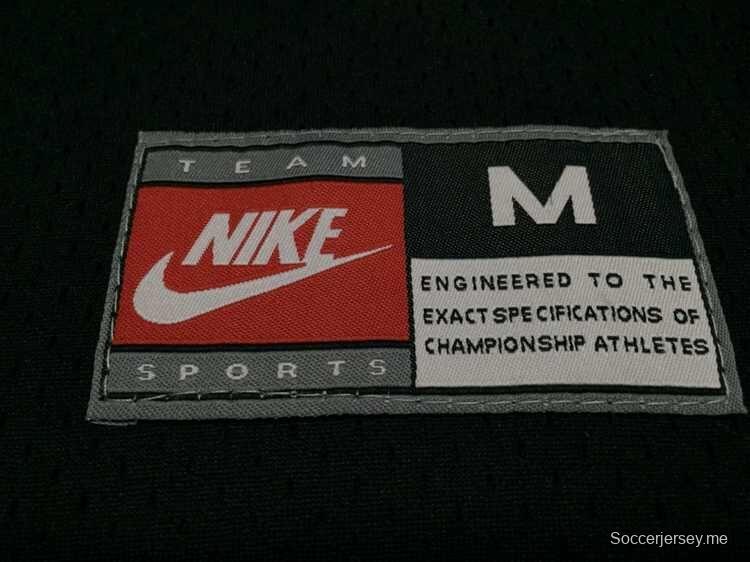 TEAM
NIKE
SPORTS
M
ENGINEERED TO THE
EXACT SPECIFICATIONS OF
CHAMPIONSHIP ATHLETES
Soccerjersey.me